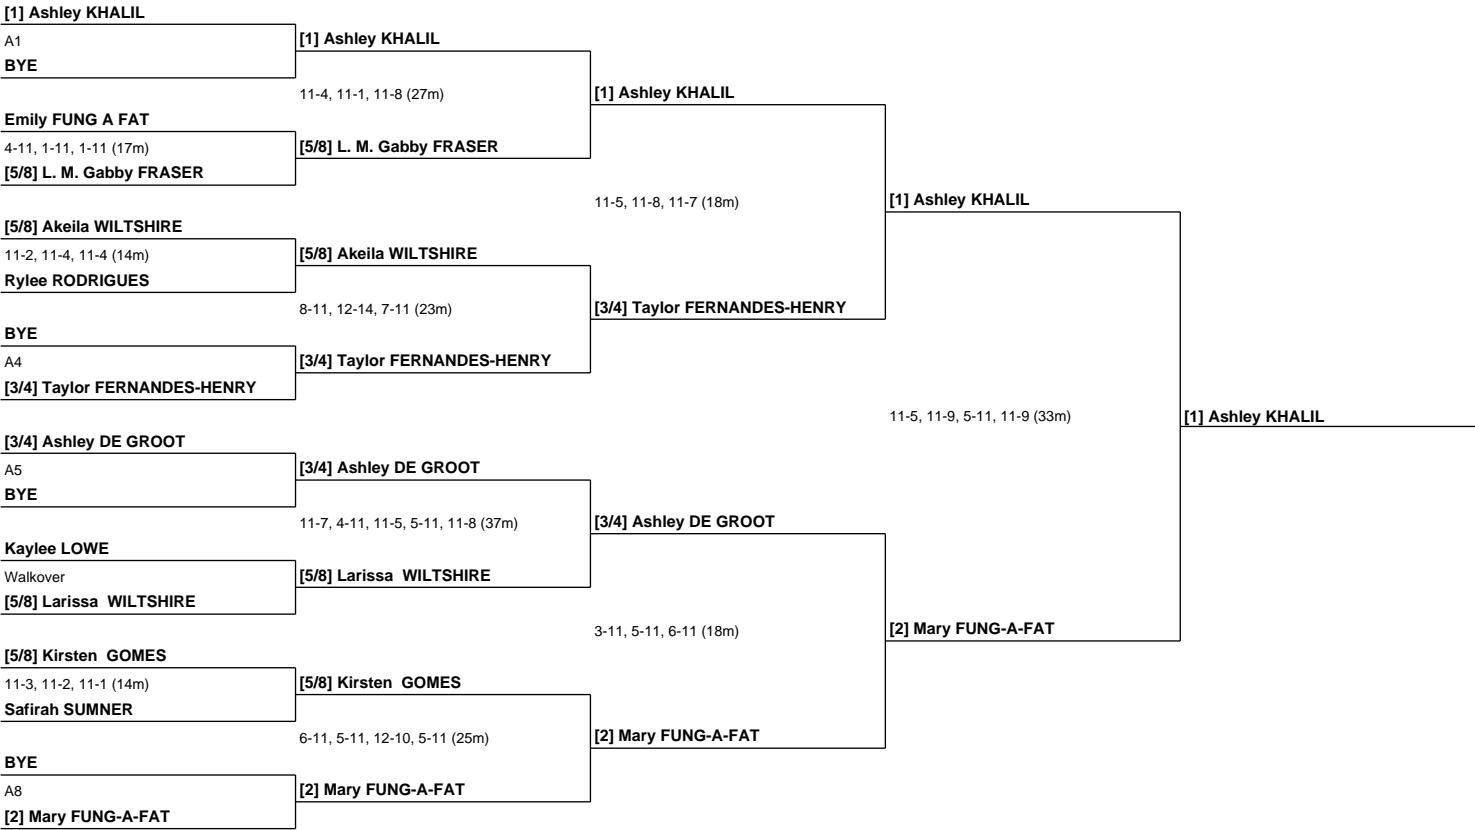 [1] Ashley KHALIL
A1
BYE
Emily FUNG A FAT
4-11, 1-11, 1-11 (17m)
[5/8] L. M. Gabby FRASER
[5/8] Akeila WILTSHIRE
11-2, 11-4, 11-4 (14m)
Rylee RODRIGUES
BYE
A4
[3/4] Taylor FERNANDES-HENRY
[3/4] Ashley DE GROOT
A5
BYE
Kaylee LOWE
Walkover
[5/8] Larissa  WILTSHIRE
[5/8] Kirsten  GOMES
11-3, 11-2, 11-1 (14m)
Safirah SUMNER
BYE
A8
[2] Mary FUNG-A-FAT
[1] Ashley KHALIL
11-4, 11-1, 11-8 (27m)
[5/8] L. M. Gabby FRASER
[5/8] Akeila WILTSHIRE
8-11, 12-14, 7-11 (23m)
[3/4] Taylor FERNANDES-HENRY
[3/4] Ashley DE GROOT
11-7, 4-11, 11-5, 5-11, 11-8 (37m)
[5/8] Larissa  WILTSHIRE
[5/8] Kirsten  GOMES
6-11, 5-11, 12-10, 5-11 (25m)
[2] Mary FUNG-A-FAT
[1] Ashley KHALIL
11-5, 11-8, 11-7 (18m)
[3/4] Taylor FERNANDES-HENRY
[3/4] Ashley DE GROOT
3-11, 5-11, 6-11 (18m)
[2] Mary FUNG-A-FAT
[1] Ashley KHALIL
11-5, 11-9, 5-11, 11-9 (33m)
[2] Mary FUNG-A-FAT
[1] Ashley KHALIL